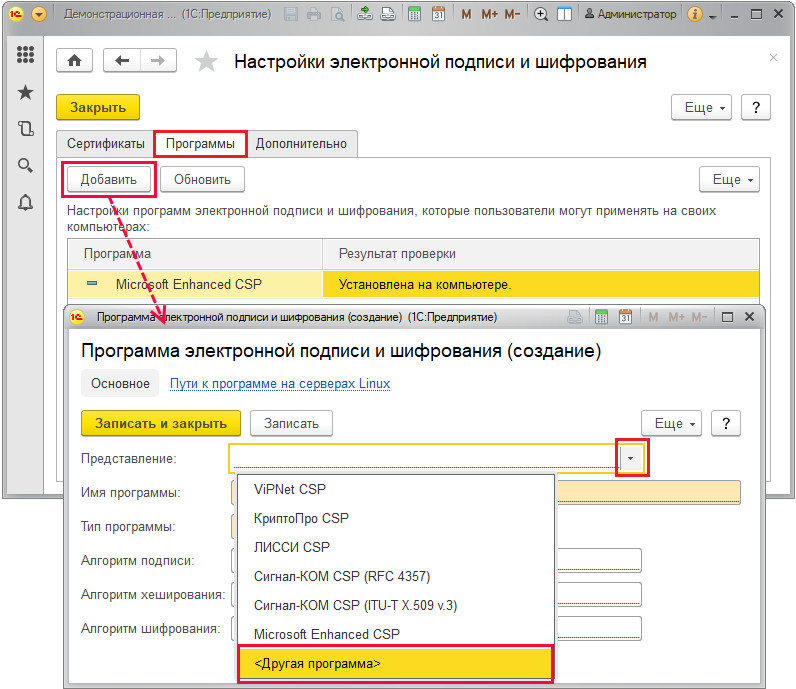 Демонстрационная ... (1С:Предприятие) M M+ M- Администратор
Настройки электронной подписи и шифрования
Закрыть Еще ?
Сертификаты Программы Дополнительно
Добавить Обновить Еще
Настройки программ электронной подписи и шифрования, которые пользователи могут применять на своих
компьютерах:
Программа Результат проверки
Microsoft Enhanced CSP Установлена на компьютере.
Программа электронной подписи и шифрования (создание) (1С:Предприятие) 31 M M+ M-
Программа электронной подписи и шифрования (создание)
Основное Пути к программе на серверах Linux
Записать и закрыть Записать Еще ?
Представление:
Имя программы:
Тип программы:
Алгоритм подписи:
Алгоритм хеширования:
Алгоритм шифрования:
ViPNet CSP
КриптоПро CSP
ЛИССИ CSP
Сигнал-КОМ CSP (RFC 4357)
Сигнал-КОМ CSP (ITU-T X.509 v.3)
Microsoft Enhanced CSP
<Другая программа>